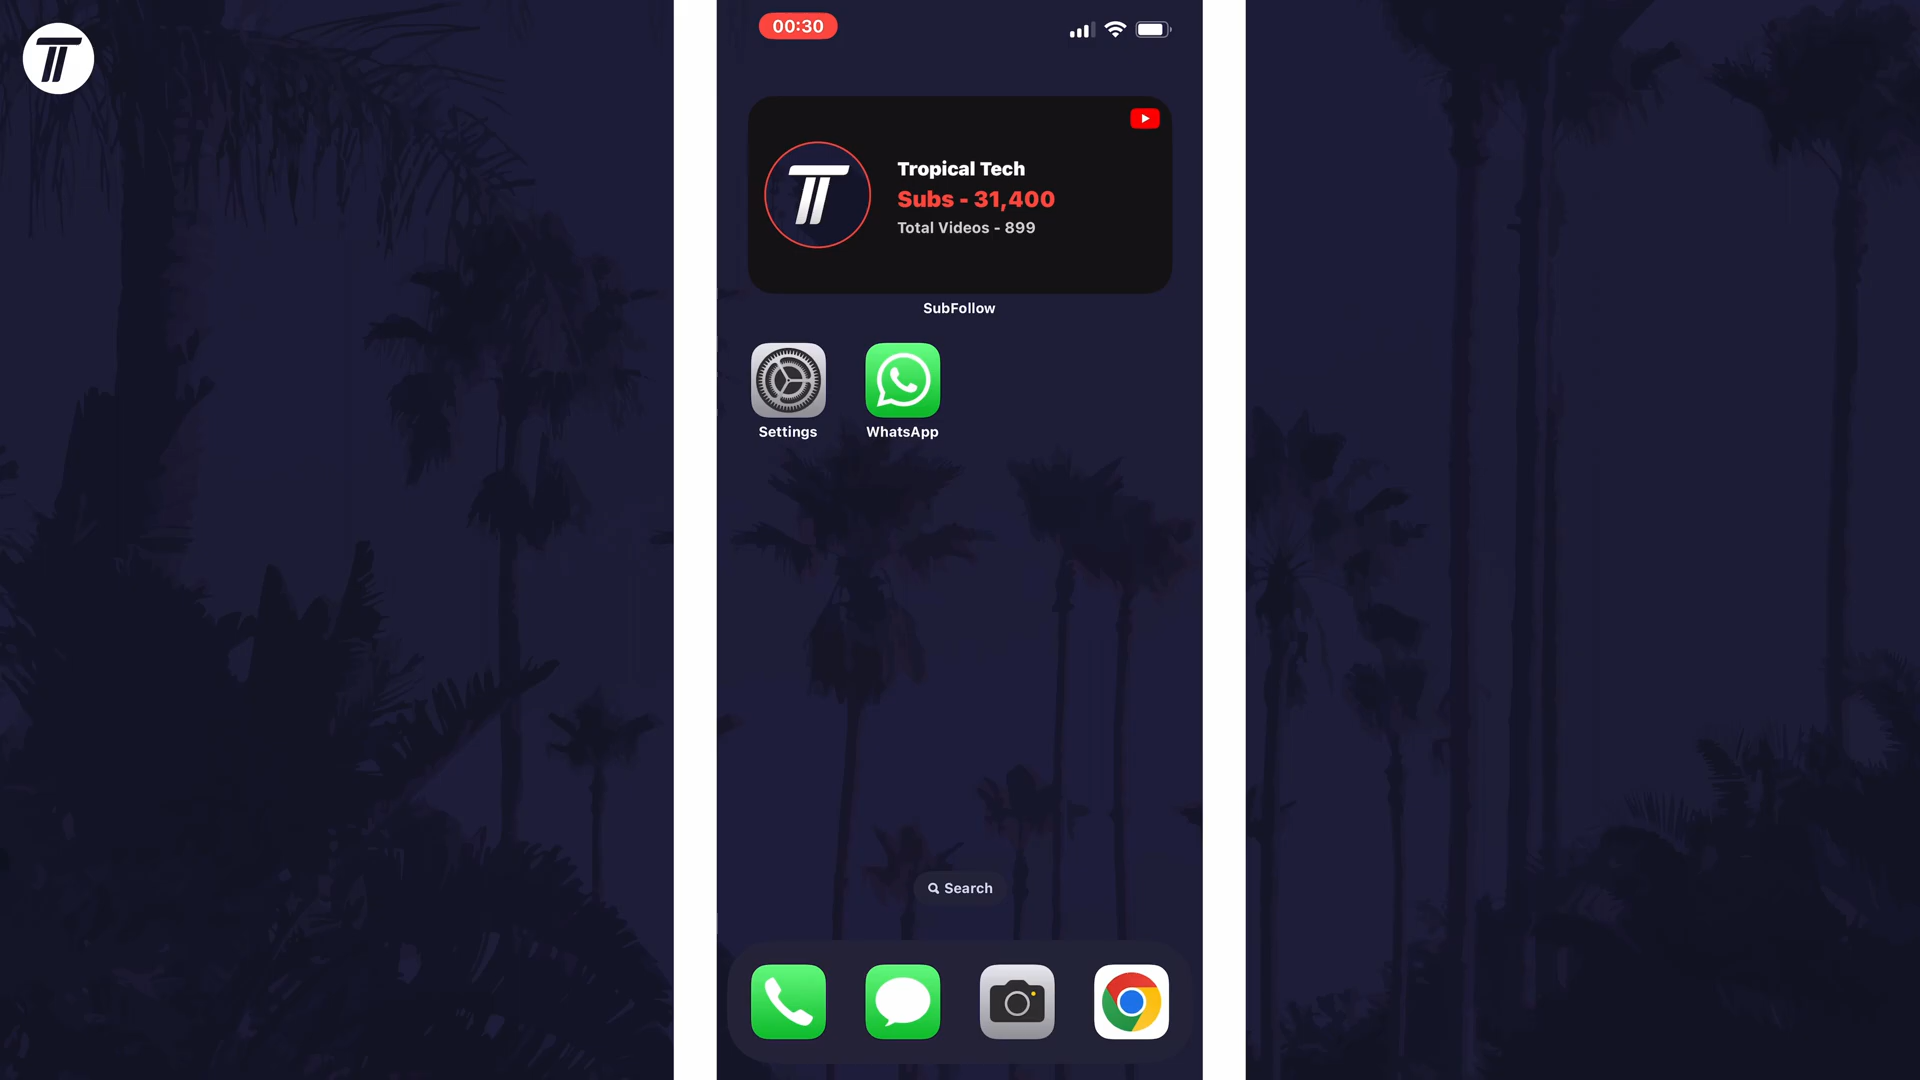 00:30
Tropical Tech
Subs - 31,400
Total Videos - 899
SubFollow
Settings
WhatsApp
Search